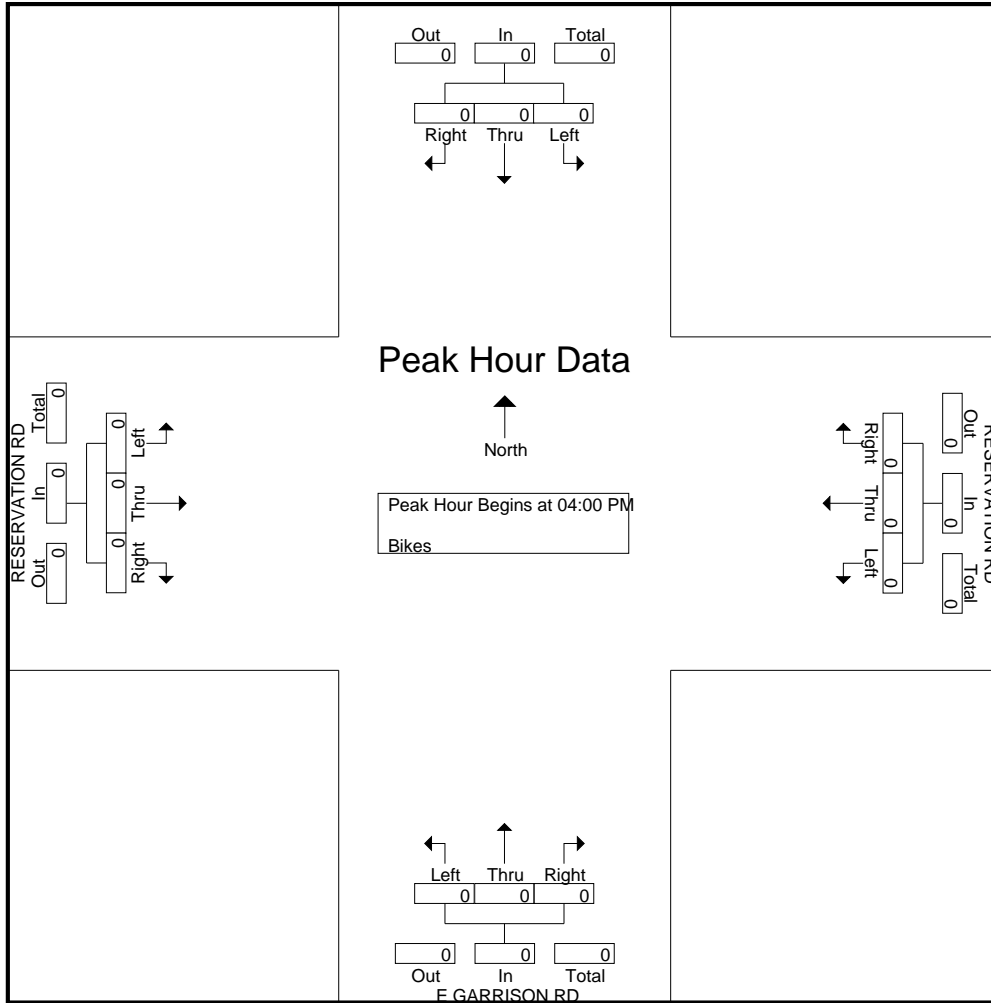 Out In Total
0 0 0
0 0 0
Right Thru Left
Peak Hour Data
North
Peak Hour Begins at 04:00 PM
Bikes
RESERVATION RD
Total In Out
0 0 0
0 0 0
Left Thru Right
Right Thru Left
0 0 0
0 0 0
Out In Total
RESERVATION RD
Left Thru Right
0 0 0
0 0 0
Out In Total
E GARRISON RD